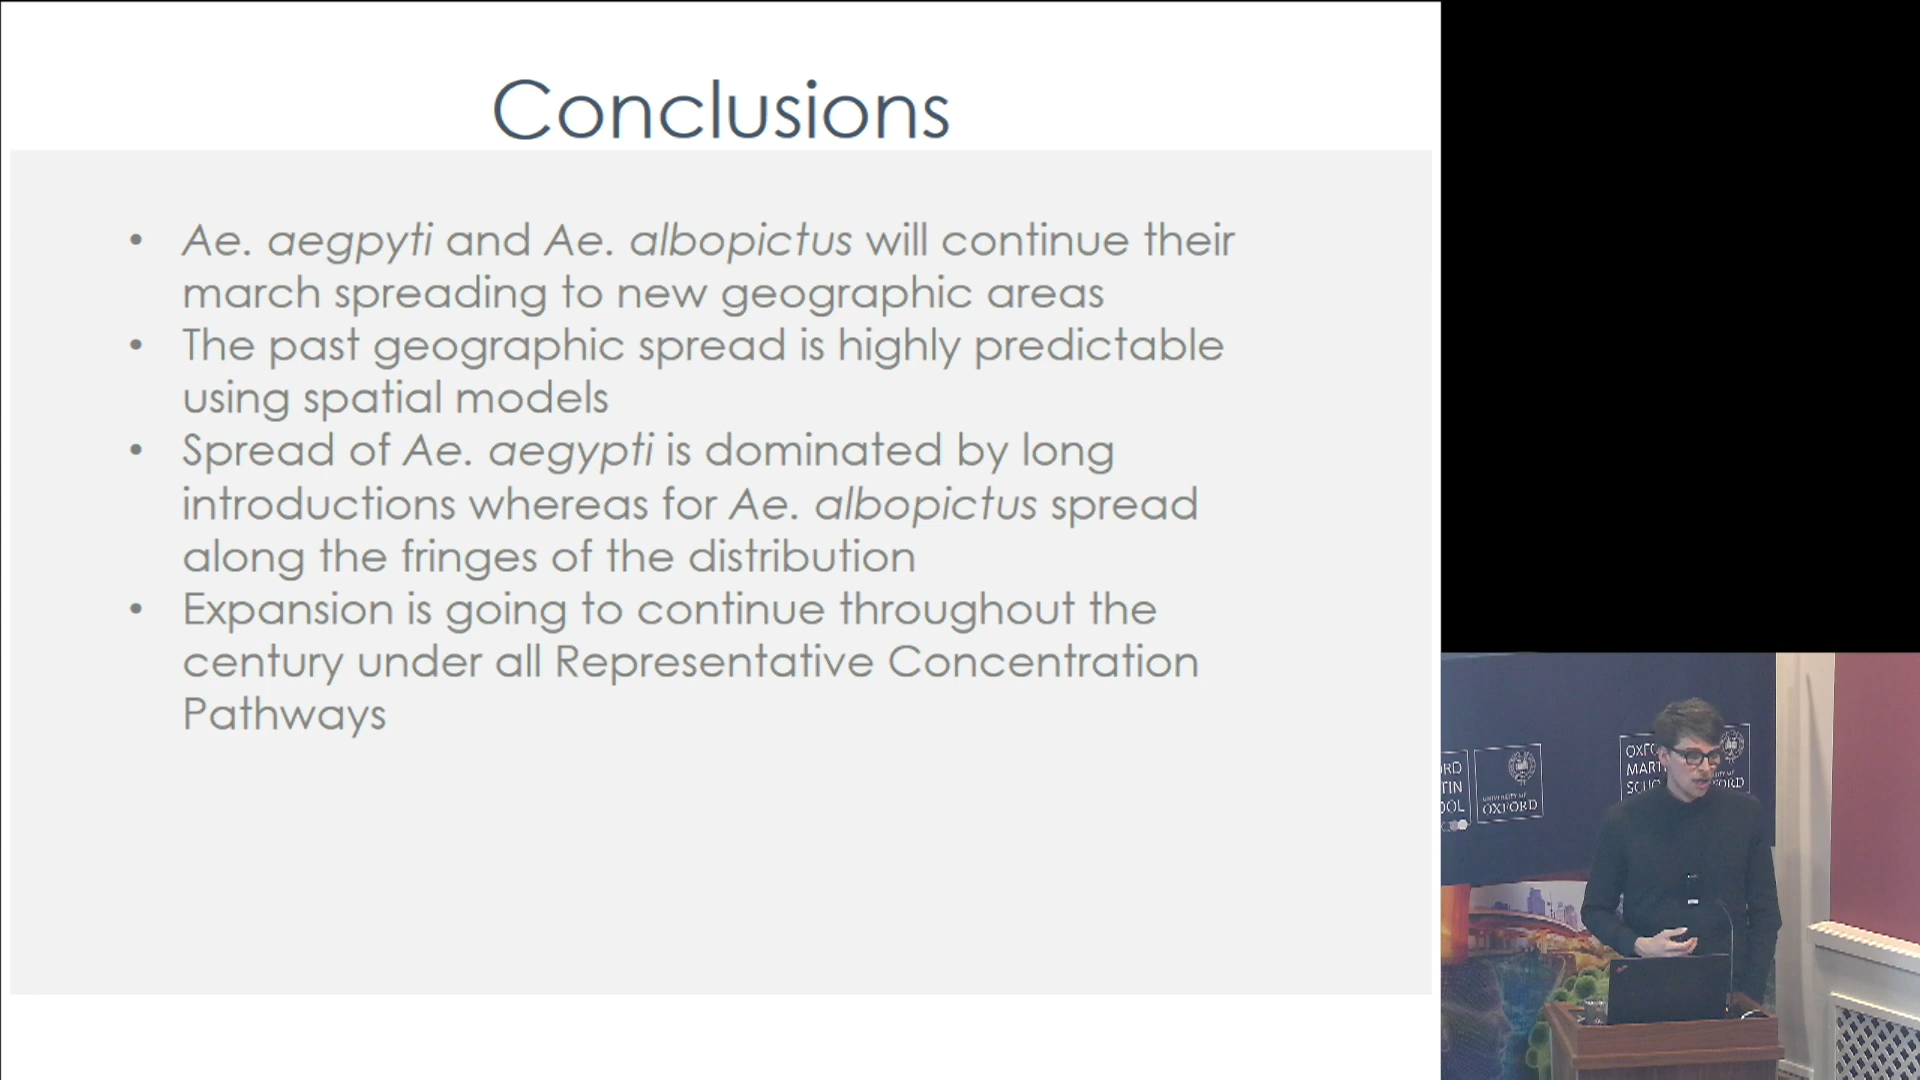 Conclusions
• Ae. aegpyti and Ae. albopictus will continue their
march spreading to new geographic areas
• The past geographic spread is highly predictable
using spatial models
• Spread of Ae. aegypti is dominated by long
introductions whereas for Ae. albopictus spread
along the fringes of the distribution
• Expansion is going to continue throughout the
century under all Representative Concentration
Pathways
UNIVERSITY OF
OXFORD